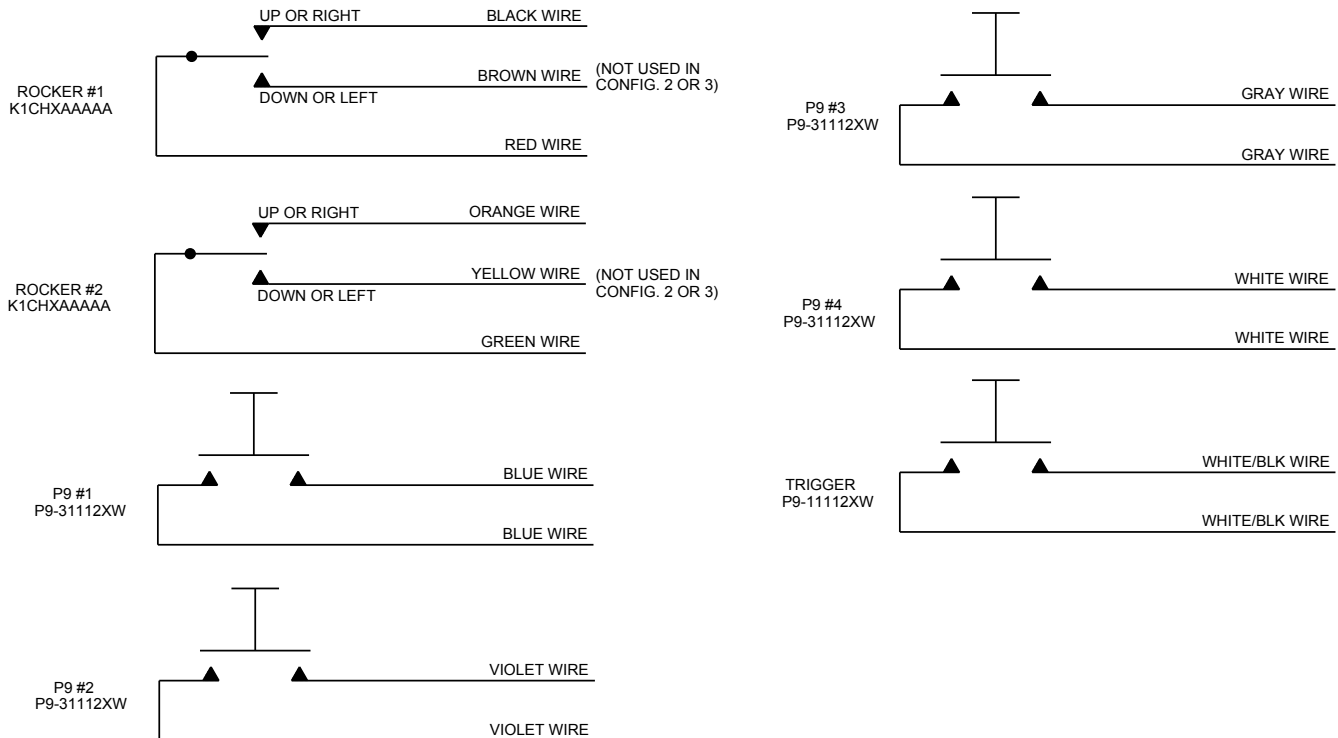 UP OR RIGHT
BLACK WIRE
ROCKER #1
K1CHXAAAAA
BROWN WIRE
(NOT USED IN
CONFIG. 2 OR 3)
DOWN OR LEFT
RED WIRE
UP OR RIGHT
ORANGE WIRE
ROCKER #2
K1CHXAAAAA
YELLOW WIRE
(NOT USED IN
CONFIG. 2 OR 3)
DOWN OR LEFT
GREEN WIRE
P9 #1
P9-31112XW
BLUE WIRE
BLUE WIRE
P9 #2
P9-31112XW
VIOLET WIRE
VIOLET WIRE
P9 #3
P9-31112XW
GRAY WIRE
GRAY WIRE
P9 #4
P9-31112XW
WHITE WIRE
WHITE WIRE
TRIGGER
P9-11112XW
WHITE/BLK WIRE
WHITE/BLK WIRE